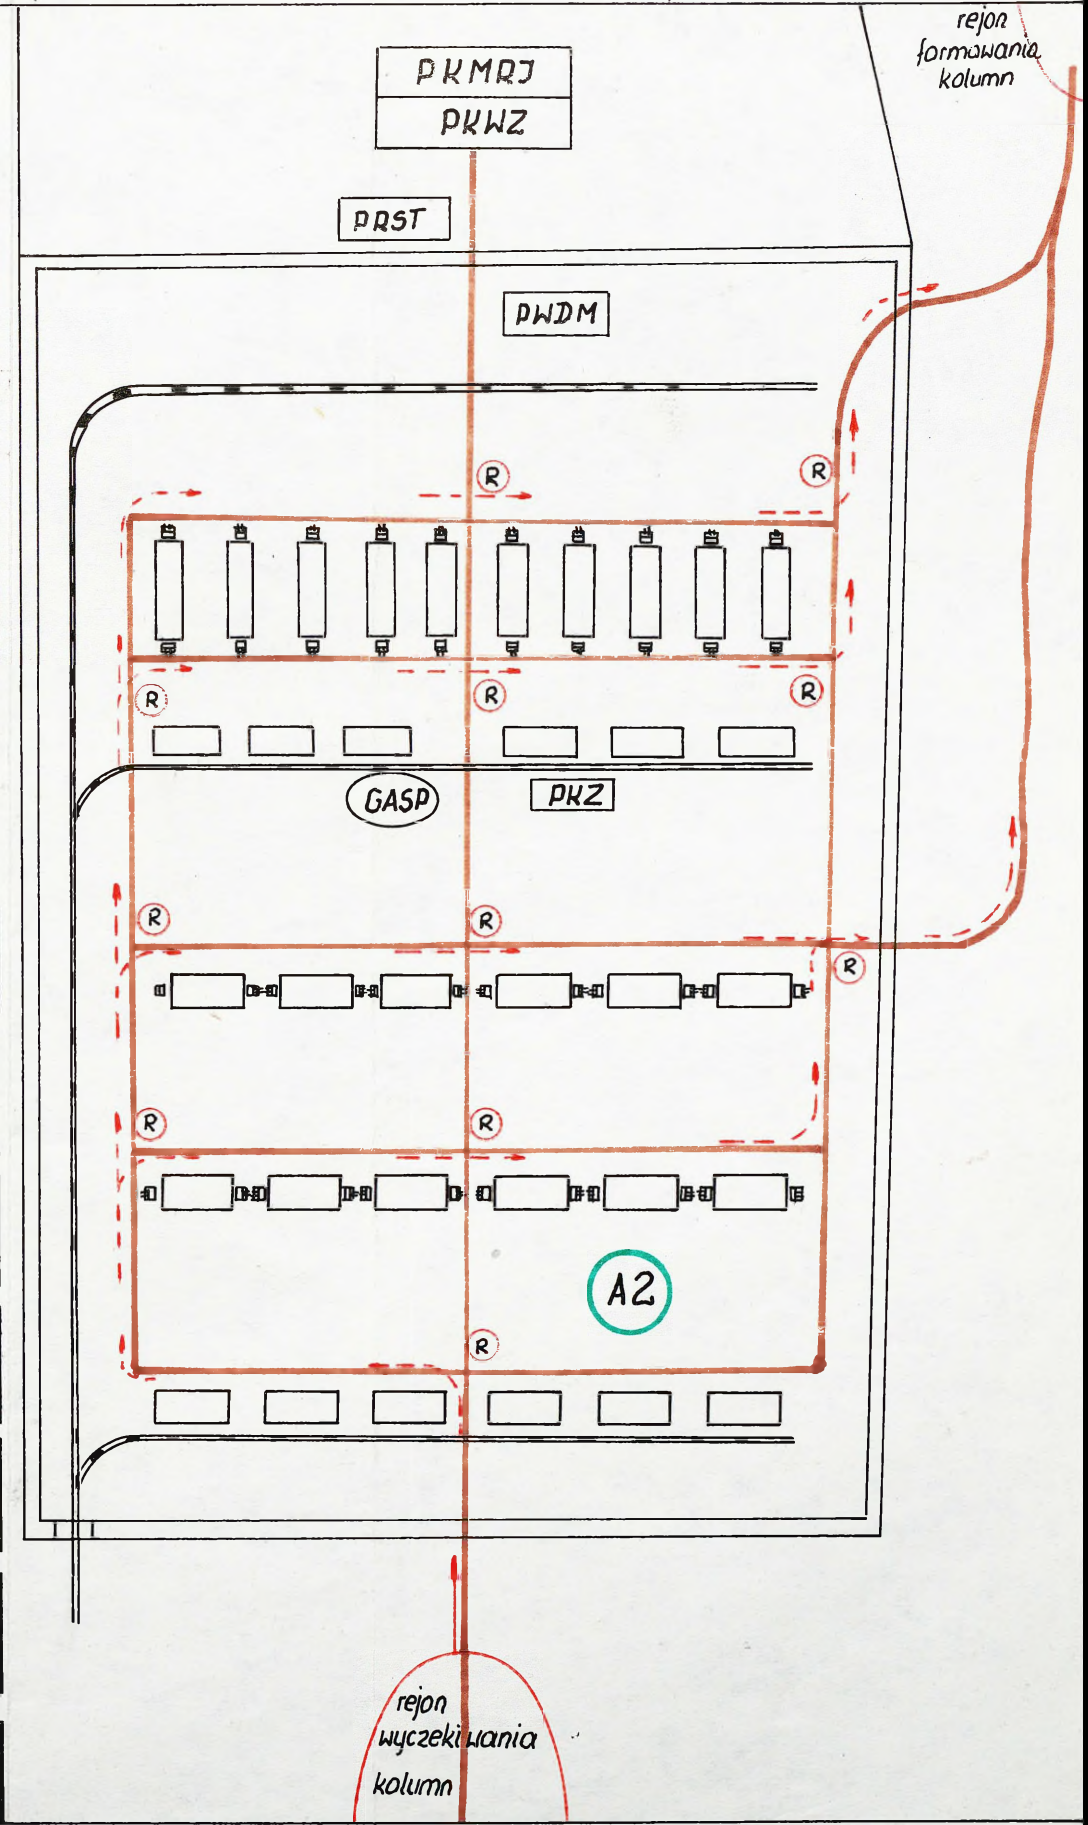 rejon
formowania
kolumn
PKMRJ
PKWZ
PRST
PWDM
R
R
R
R
R
GASP
PKZ
R
R
R
R
R
A2
R
rejon
wyczekiwania
kolumn